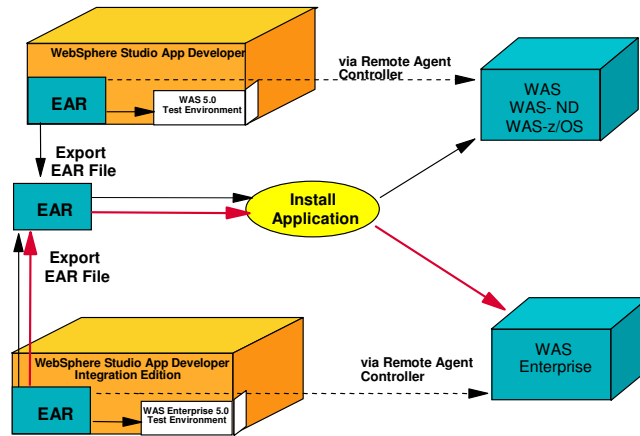 WebSphere Studio App Developer
EAR
WAS 5.0
Test Environment
via Remote Agent
Controller
WAS
WAS- ND
WAS-z/OS
Export
EAR File
EAR
Install
Application
Export
EAR File
WebSphere Studio App Developer
Integration Edition
EAR
WAS Enterprise 5.0
Test Environment
via Remote Agent
Controller
WAS
Enterprise